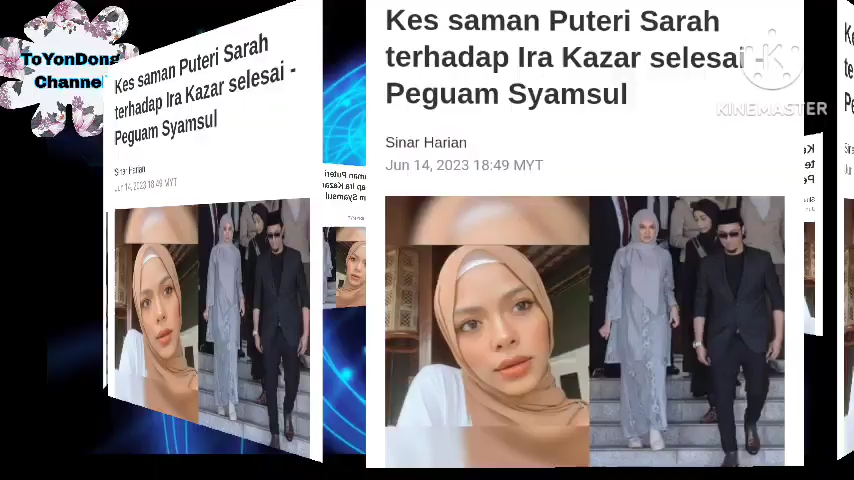 ToYonDong
Channel
Kes saman Puteri Sarah
terhadap Ira Kazar selesai -
Peguam Syamsul
Sinar Harian
Jun 14, 2023 18:49 MYT
Kes saman Puteri Sarah
terhadap Ira Kazar selesai -
Peguam Syamsul
Sinar Harian
Jun 14, 2023 18:49 MYT
KINEMASTER